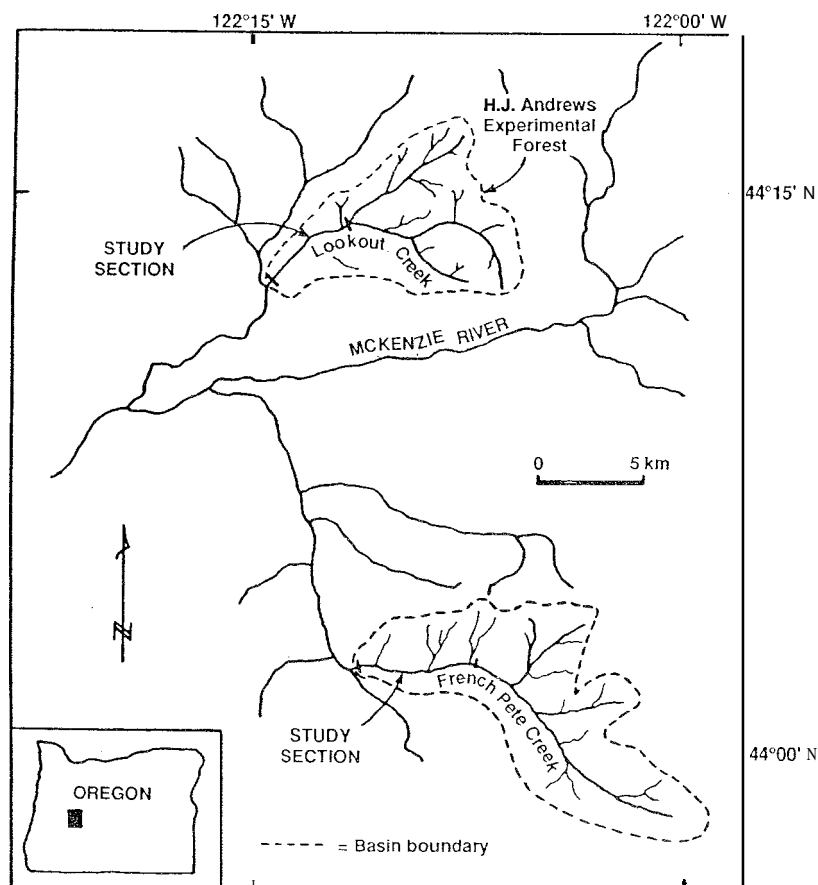 122°15' W
122°00' W
H.J. Andrews
Experimental
Forest
44°15' N
STUDY
SECTION
Lookout Creek
MCKENZIE RIVER
0 5 km
N
French Pete Creek
STUDY
SECTION
44°00' N
OREGON
---- = Basin boundary